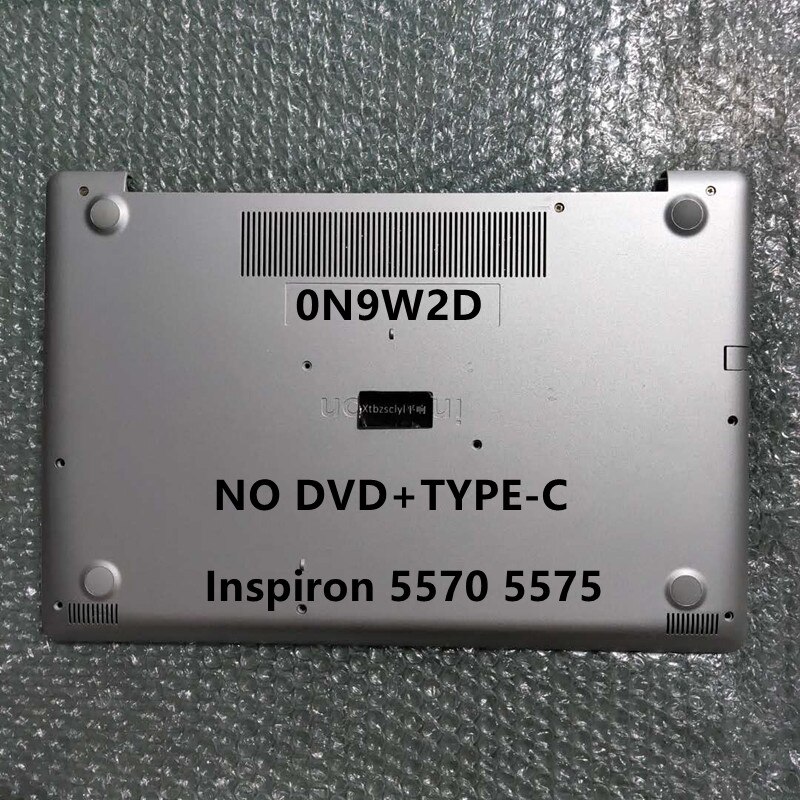 0N9W2D
NO DVD+TYPE-C
Inspiron 5570 5575